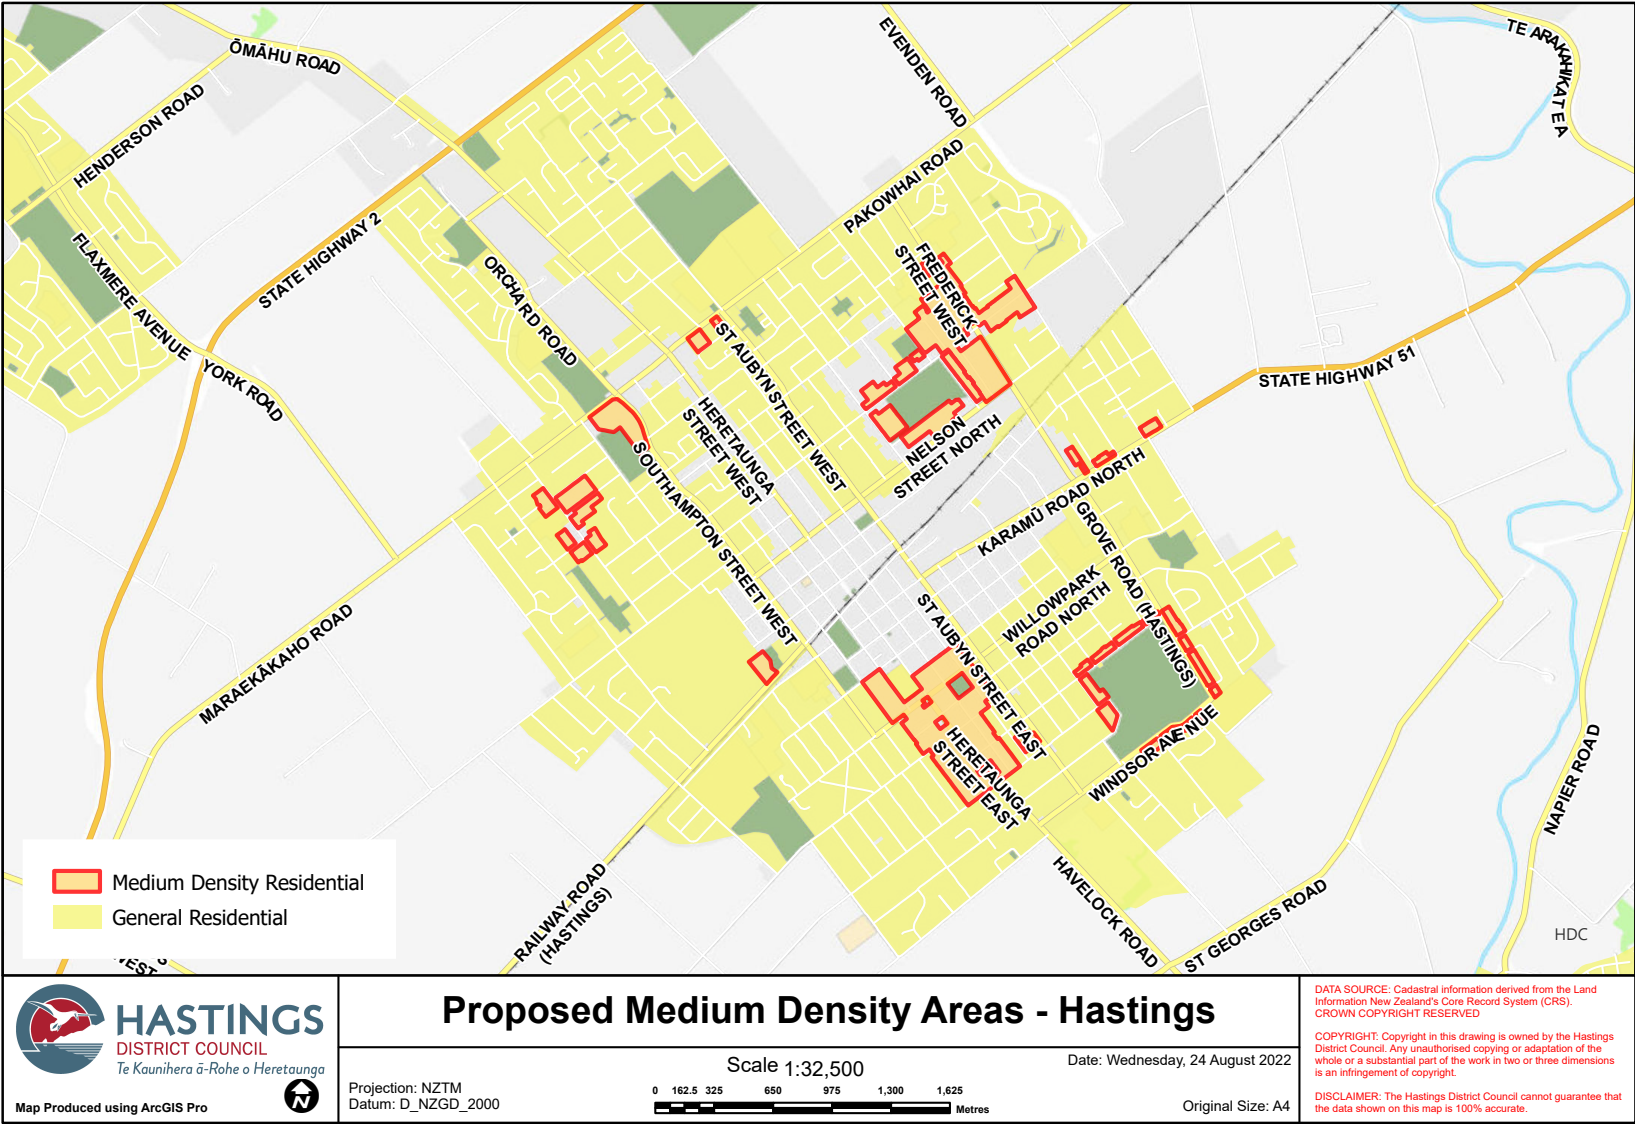 ŌMĀHU ROAD
EVENDEN ROAD
TE ARAKAHIKATEA
HENDERSON ROAD
PAKOWHAI ROAD
STATE HIGHWAY 2
FLAXMERE AVENUE
ORCHARD ROAD
FREDERICK
STREET WEST
YORK ROAD
ST AUBYN STREET WEST
STATE HIGHWAY 51
HERETAUNGA
STREET WEST
NELSON
STREET NORTH
SOUTHAMPTON STREET WEST
KARAMŪ ROAD NORTH
GROVE ROAD (HASTINGS)
WILLOWPARK
ROAD NORTH
ST AUBYN STREET EAST
MARAEKĀKAHO ROAD
WINDSOR AVENUE
HERETAUNGA
STREET EAST
NAPIER ROAD
HAVELOCK ROAD
ST GEORGES ROAD
RAILWAY ROAD
(HASTINGS)
HDC
WEST
Medium Density Residential
General Residential
HASTINGS
DISTRICT COUNCIL
Te Kaunihera ā-Rohe o Heretaunga
Map Produced using ArcGIS Pro
N
Proposed Medium Density Areas - Hastings
Projection: NZTM
Datum: D_NZGD_2000
Scale 1:32,500
0 162.5 325 650 975 1,300 1,625
Metres
Date: Wednesday, 24 August 2022
Original Size: A4
DATA SOURCE: Cadastral information derived from the Land
Information New Zealand's Core Record System (CRS).
CROWN COPYRIGHT RESERVED
COPYRIGHT: Copyright in this drawing is owned by the Hastings
District Council. Any unauthorised copying or adaptation of the
whole or a substantial part of the work in two or three dimensions
is an infringement of copyright.
DISCLAIMER: The Hastings District Council cannot guarantee that
the data shown on this map is 100% accurate.